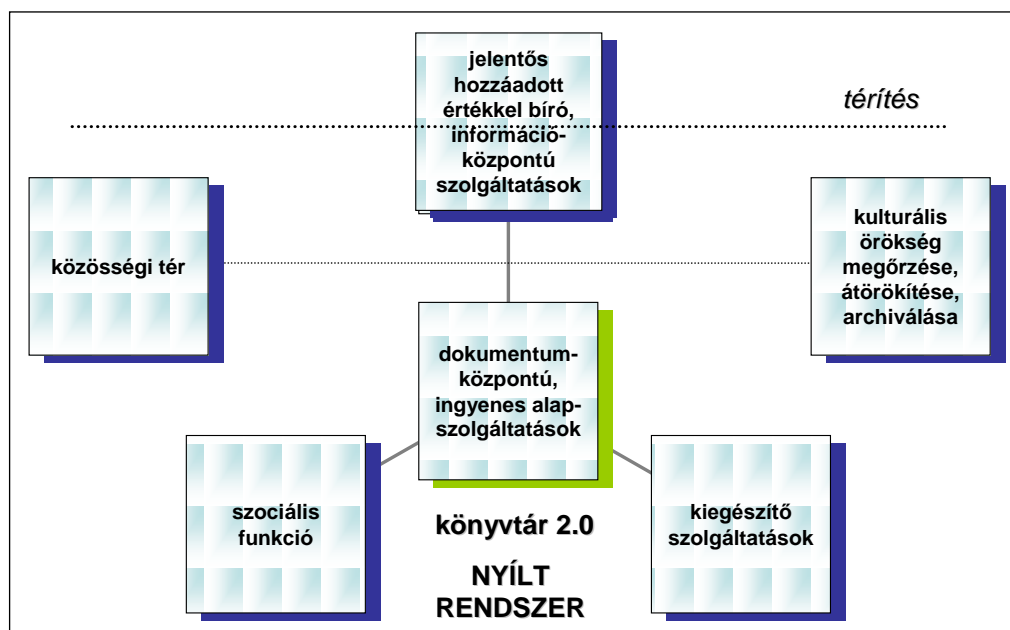 jelentős
hozzáadott
értékkel bíró,
információ-
központú
szolgáltatások
térítés
közösségi tér
kulturális
örökség
megőrzése,
átörökítése,
archiválása
dokumentum-
központú,
ingyenes alap-
szolgáltatások
szociális
funkció
könyvtár 2.0
NYÍLT
RENDSZER
kiegészítő
szolgáltatások